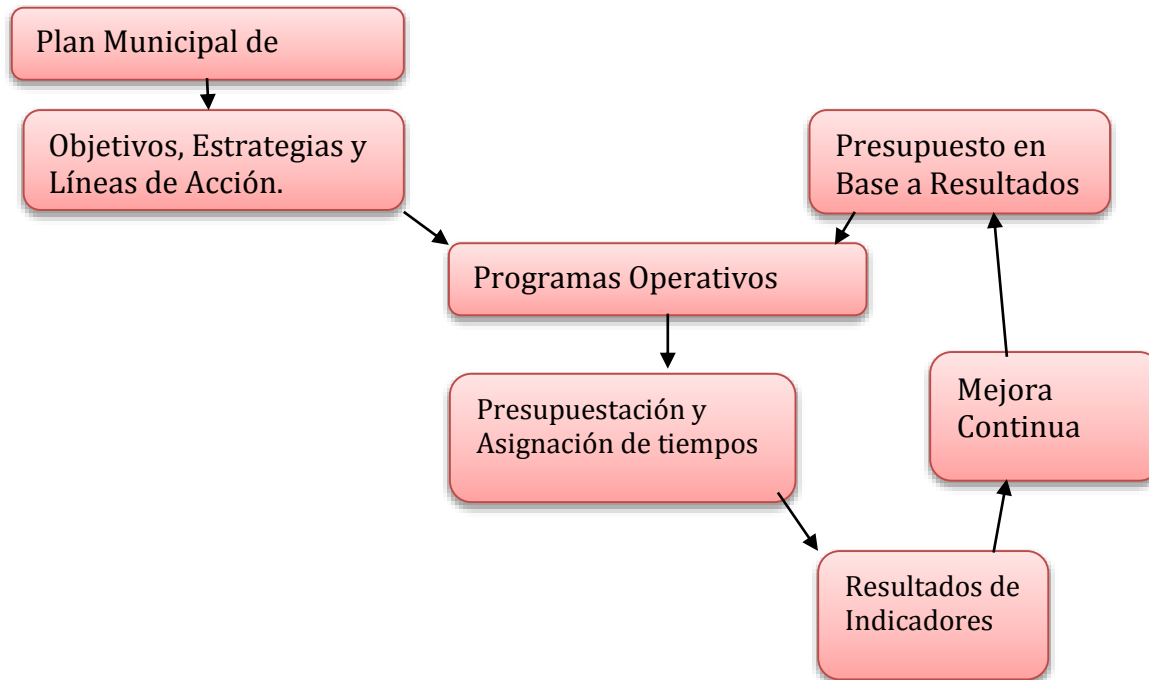 Plan Municipal de
Objetivos, Estrategias y
Líneas de Acción.
Presupuesto en
Base a Resultados
Programas Operativos
Presupuestación y
Asignación de tiempos
Mejora
Continua
Resultados de
Indicadores